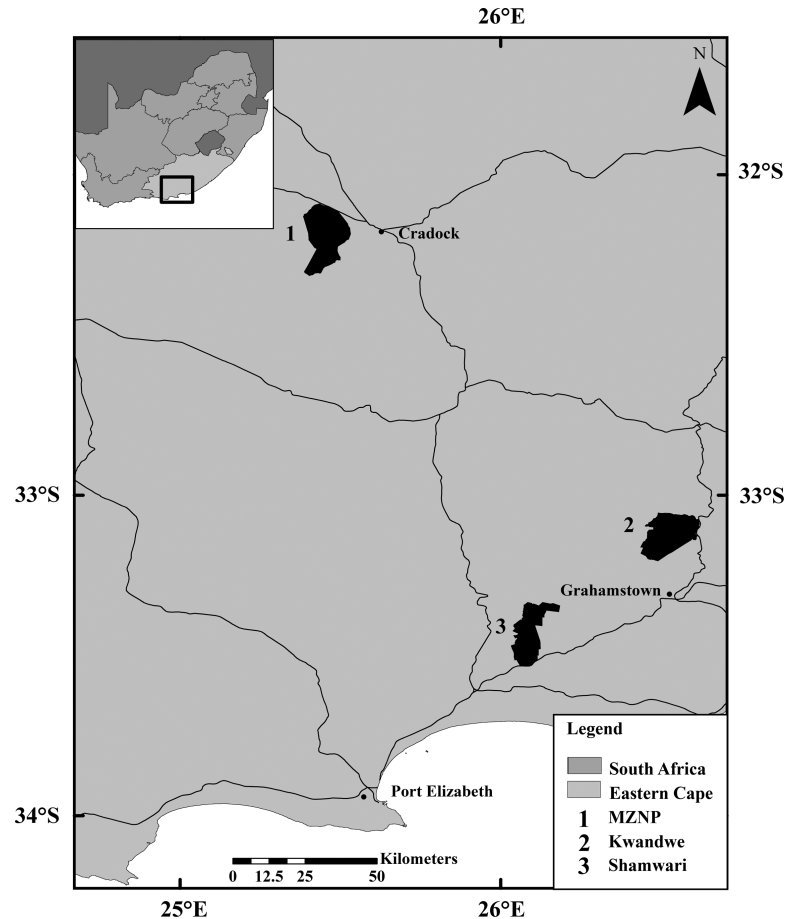 26°E
N
32°S
1
Cradock
33°S
33°S
2
Grahamstown
3
Legend
South Africa
Eastern Cape
1 MZNP
2 Kwandwe
3 Shamwari
Port Elizabeth
34°S
Kilometers
0 12.5 25 50
25°E
26°E